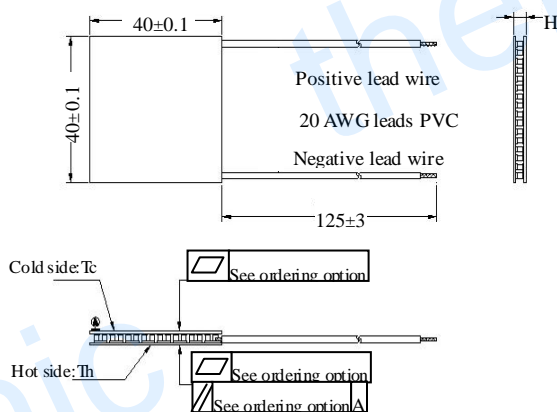 40±0.1
H
40±0.1
Positive lead wire
20 AWG leads PVC
Negative lead wire
125±3
See ordering option
Cold side:Tc
A
Hot side:Th
See ordering option
See ordering option A